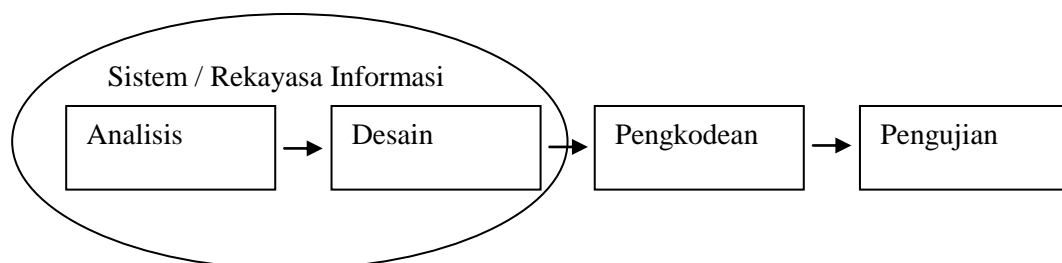 Sistem / Rekayasa Informasi
Analisis
Desain
Pengkodean
Pengujian